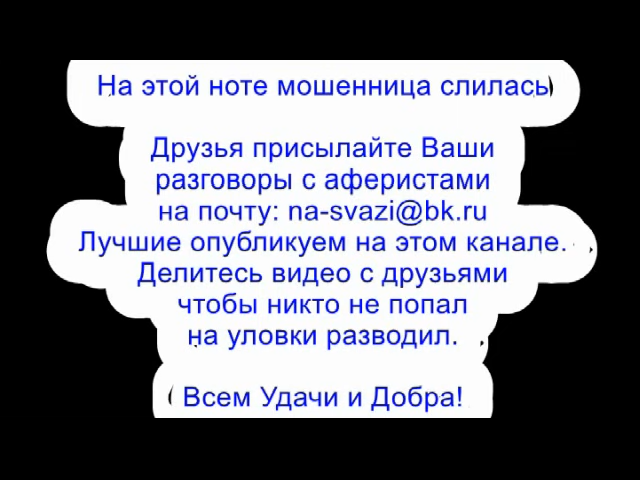 На этой ноте мошенница слилась
Друзья присылайте Ваши
разговоры с аферистами
на почту: na-svazi@bk.ru
Лучшие опубликуем на этом канале.
Делитесь видео с друзьями
чтобы никто не попал
на уловки разводил.
Всем Удачи и Добра!